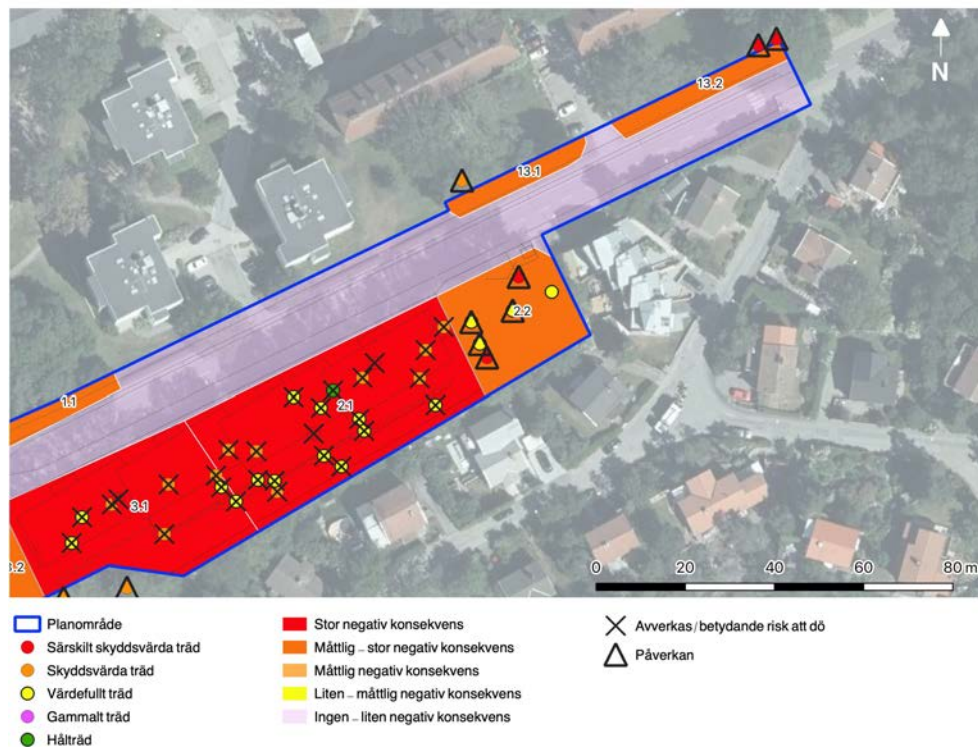 N
13.2
13.1
2.2
1.1
2.1
3.1
3.2
0 20 40 60 80 m
Planområde
Särskilt skyddsvärda träd
Skyddsvärda träd
Värdefullt träd
Gammalt träd
Hålträd
Stor negativ konsekvens
Måttlig – stor negativ konsekvens
Måttlig negativ konsekvens
Liten – måttlig negativ konsekvens
Ingen – liten negativ konsekvens
Avverkas/betydande risk att dö
Påverkan